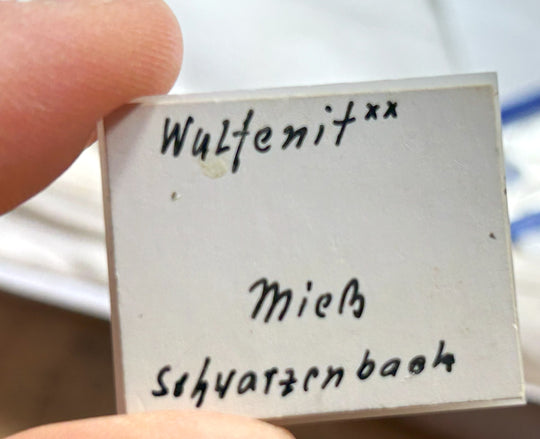 Wulfenit xx
Mieß
Schwarzenbach